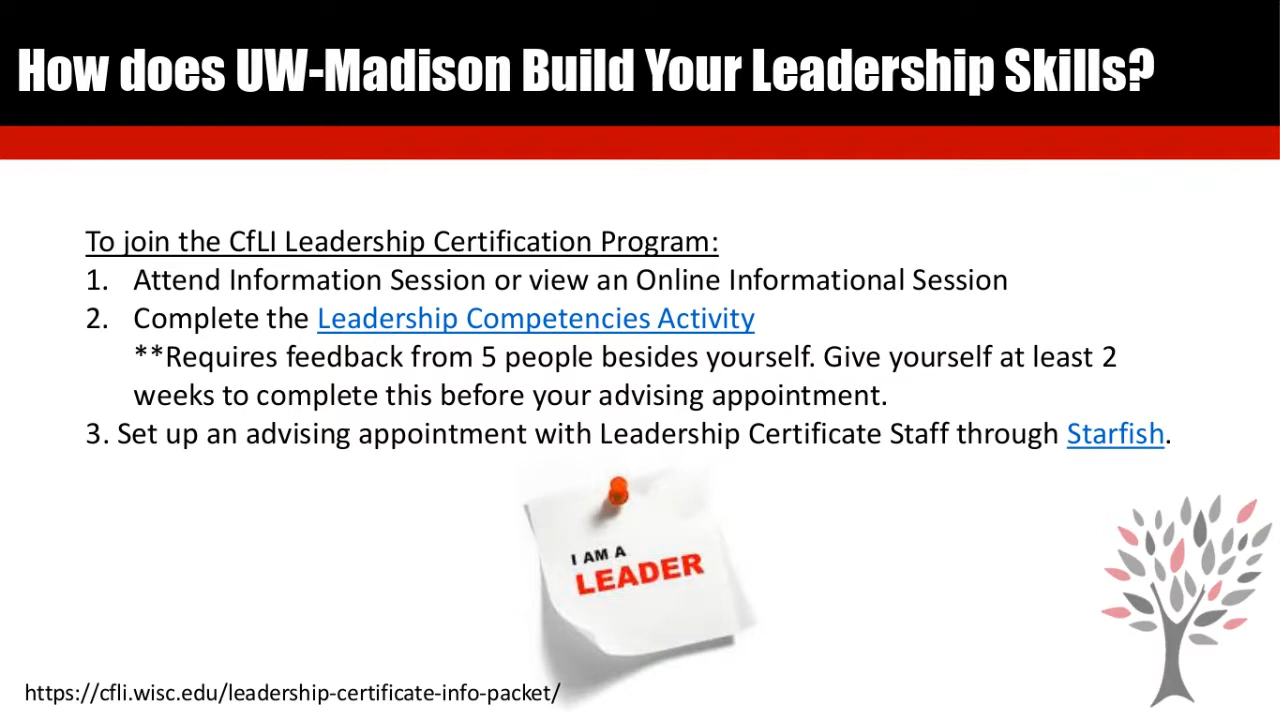 How does UW-Madison Build Your Leadership Skills?
To join the CfLI Leadership Certification Program:
1. Attend Information Session or view an Online Informational Session
2. Complete the Leadership Competencies Activity
**Requires feedback from 5 people besides yourself. Give yourself at least 2
weeks to complete this before your advising appointment.
3. Set up an advising appointment with Leadership Certificate Staff through Starfish.
I AM A
LEADER
https://cfli.wisc.edu/leadership-certificate-info-packet/